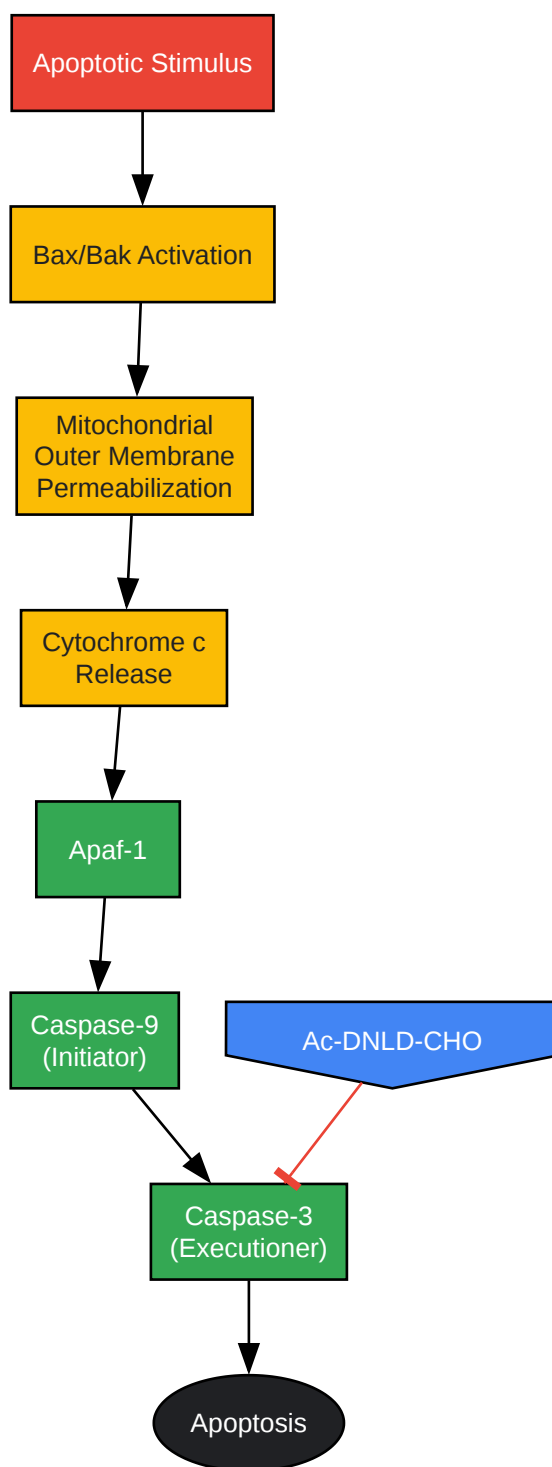 Apoptotic Stimulus
Bax/Bak Activation
Mitochondrial
Outer Membrane
Permeabilization
Cytochrome c
Release
Apaf-1
Caspase-9
(Initiator)
Ac-DNLD-CHO
Caspase-3
(Executioner)
Apoptosis